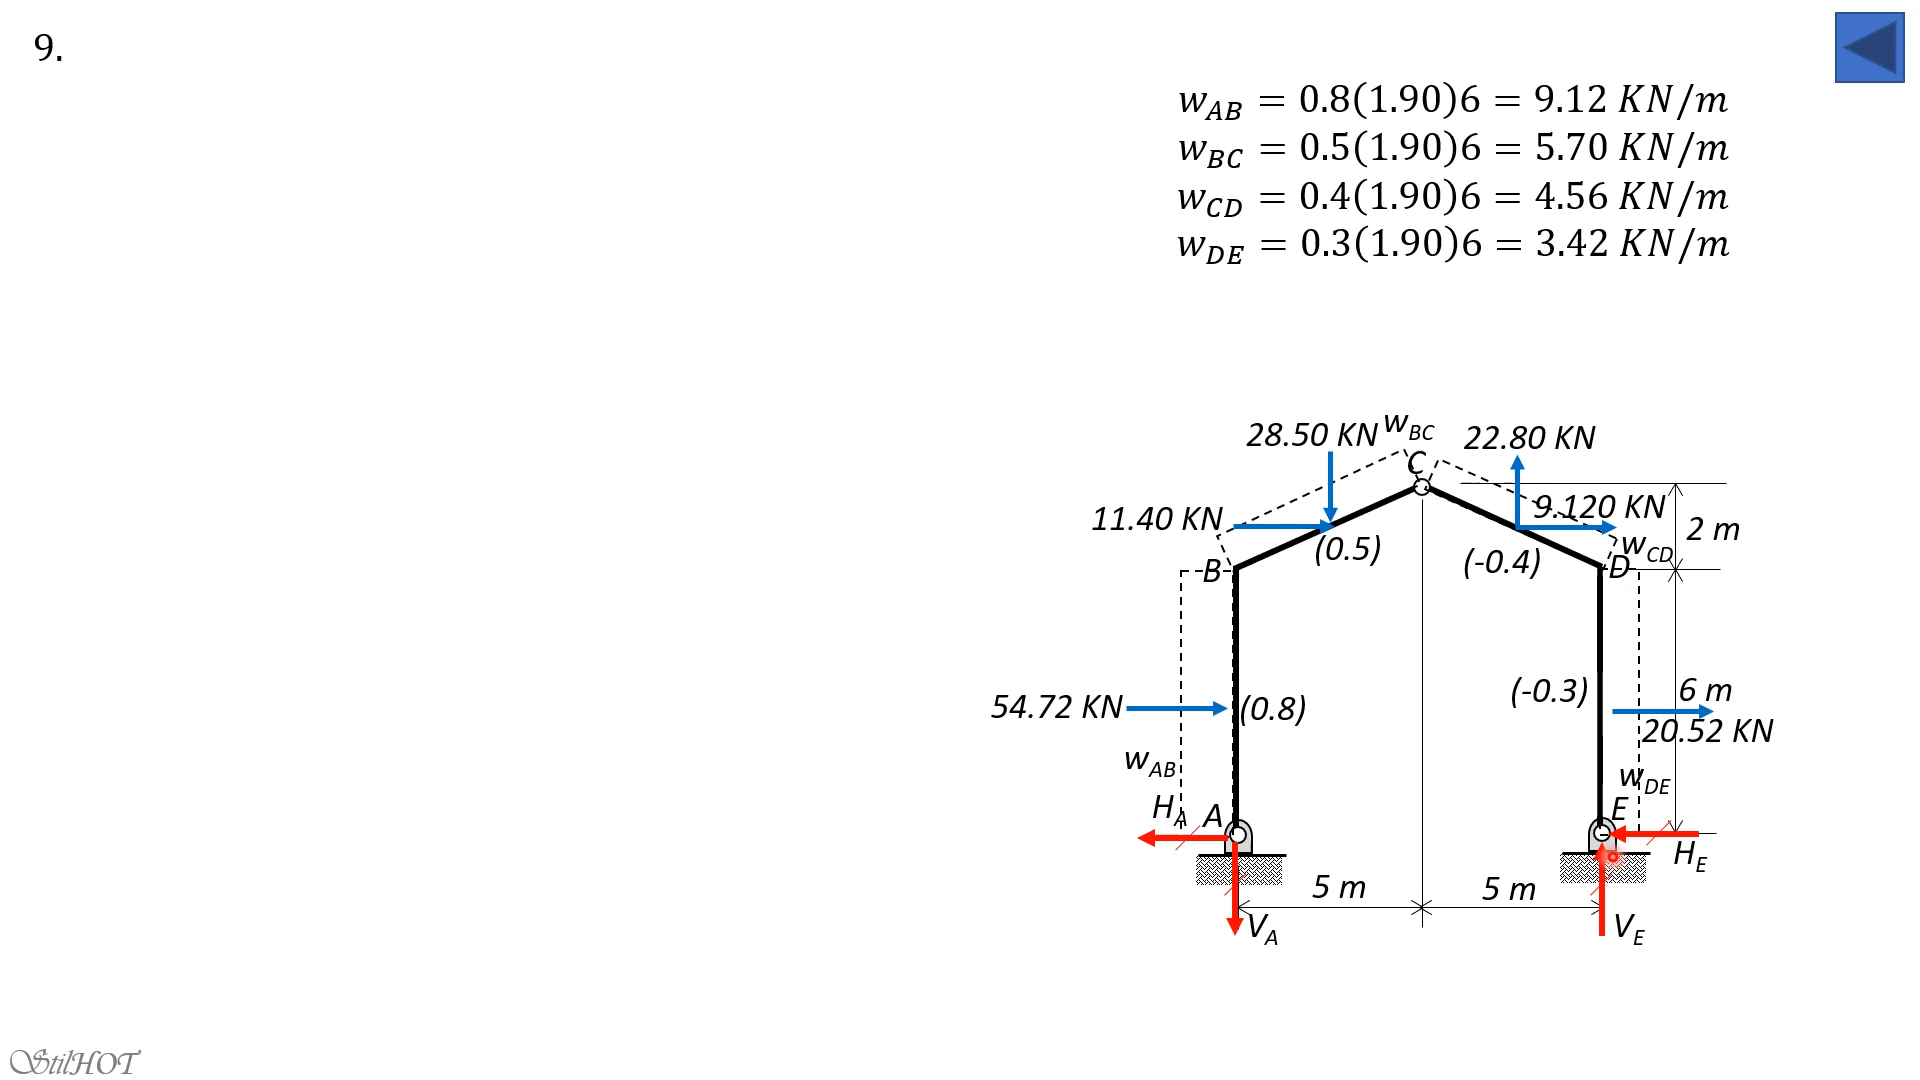 9.
w_AB = 0.8(1.90)6 = 9.12 KN/m
w_BC = 0.5(1.90)6 = 5.70 KN/m
w_CD = 0.4(1.90)6 = 4.56 KN/m
w_DE = 0.3(1.90)6 = 3.42 KN/m
28.50 KN
w_BC
22.80 KN
C
11.40 KN
9.120 KN
2 m
(0.5)
(-0.4)
w_CD
B
D
54.72 KN
(0.8)
(-0.3)
6 m
20.52 KN
w_AB
w_DE
H_A
A
E
H_E
5 m
5 m
V_A
V_E
StilHOT